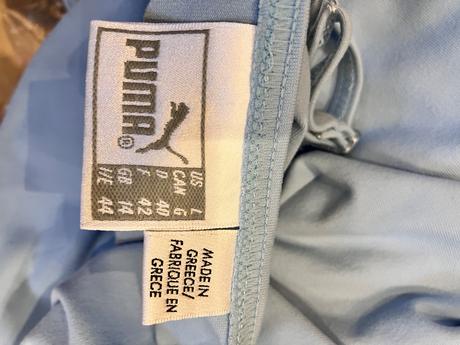 PUMA®
US L
CAN G
D 40
F 42
GB 14
I/E 44
MADE IN
GREECE/
FABRIQUE EN
GRECE